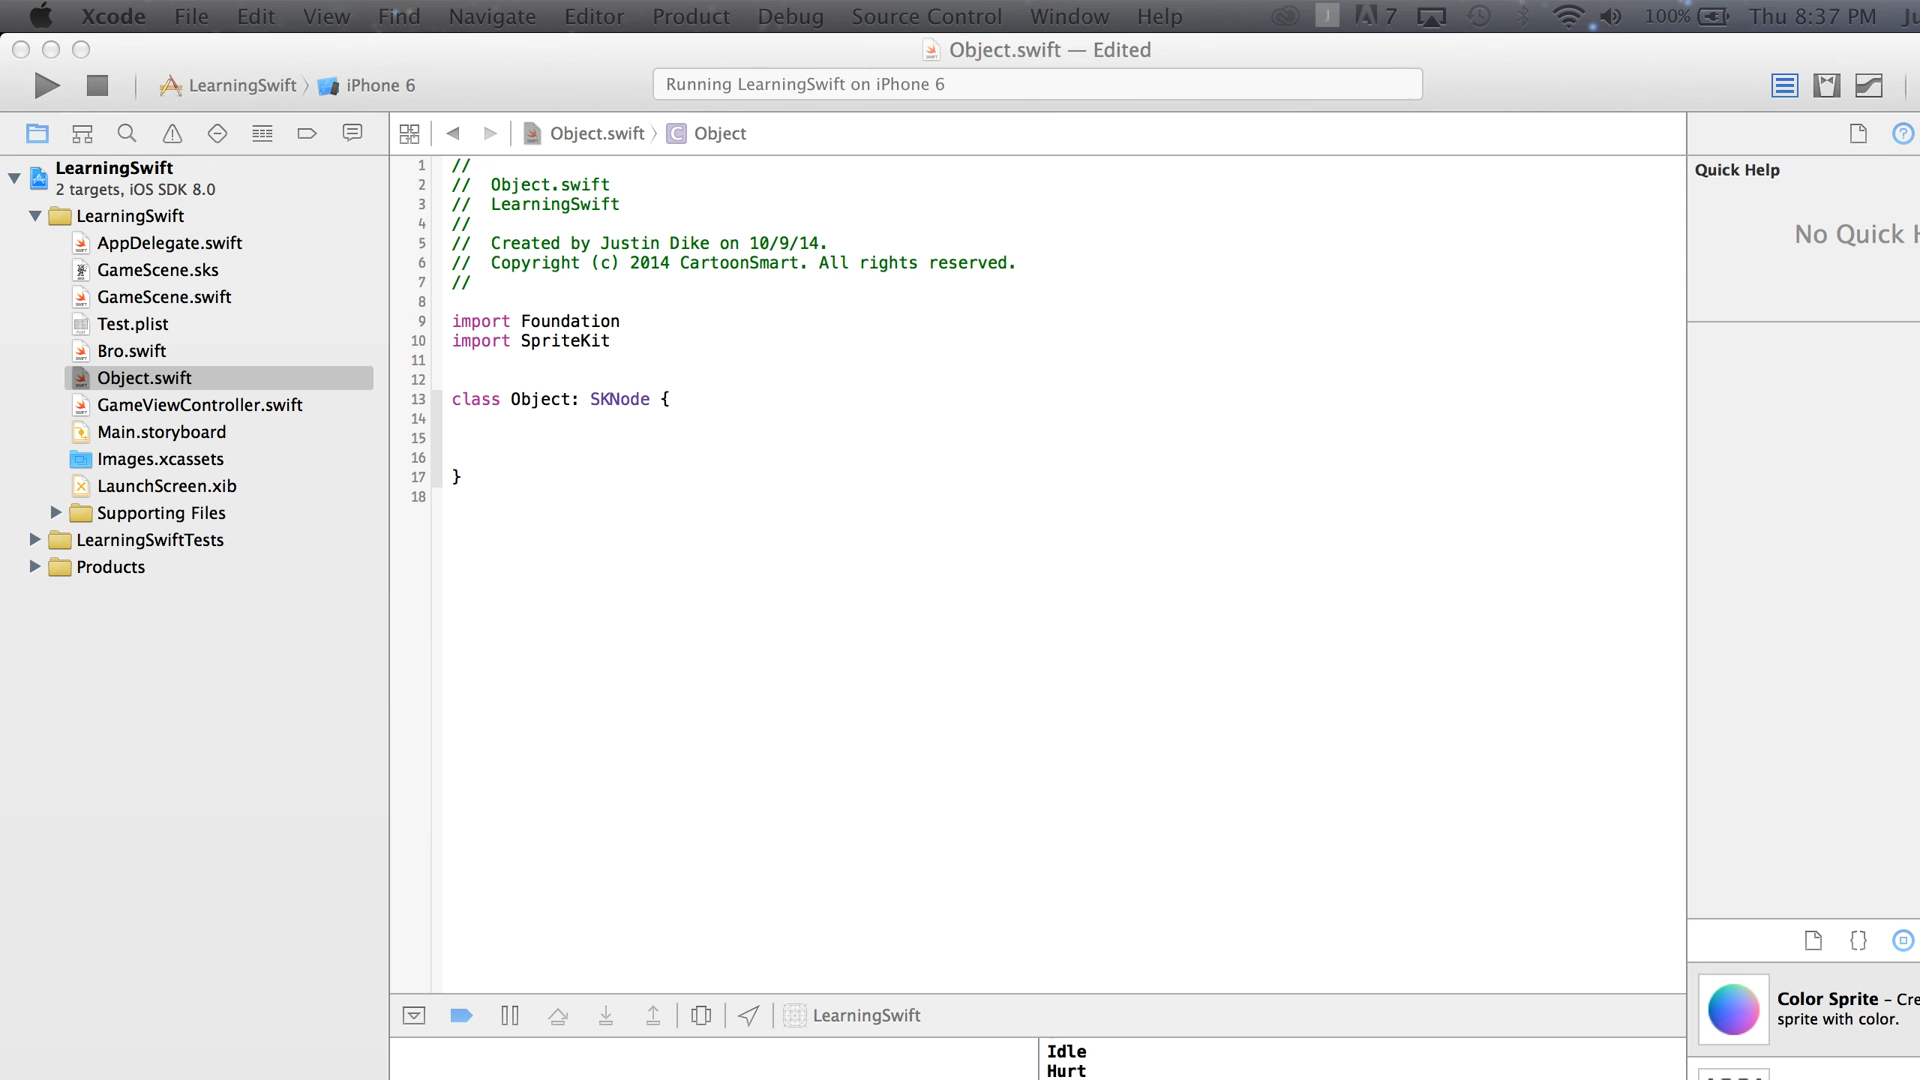 Xcode File Edit View Find Navigate Editor Product Debug Source Control Window Help 7 100% Thu 8:37 PM
Object.swift — Edited
LearningSwift iPhone 6
Running LearningSwift on iPhone 6
Object.swift C Object
LearningSwift
2 targets, iOS SDK 8.0
LearningSwift
AppDelegate.swift
GameScene.sks
GameScene.swift
Test.plist
Bro.swift
Object.swift
GameViewController.swift
Main.storyboard
Images.xcassets
LaunchScreen.xib
Supporting Files
LearningSwiftTests
Products
1 //
2 // Object.swift
3 // LearningSwift
4 //
5 // Created by Justin Dike on 10/9/14.
6 // Copyright (c) 2014 CartoonSmart. All rights reserved.
7 //
8
9 import Foundation
10 import SpriteKit
11
12
13 class Object: SKNode {
14
15
16
17 }
18
Quick Help
No Quick
LearningSwift
Idle
Hurt
Color Sprite – Cre
sprite with color.